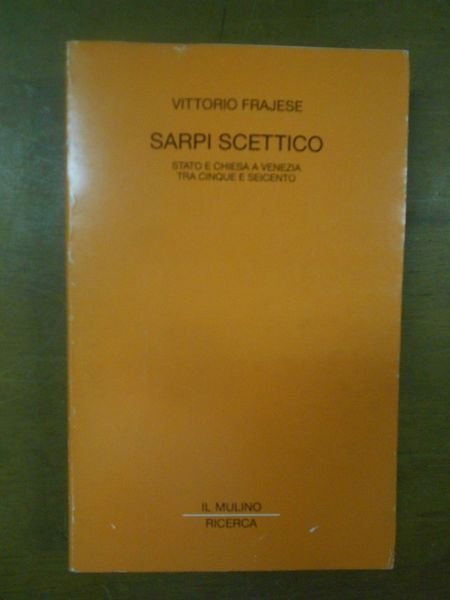 VITTORIO FRAJESE
SARPI SCETTICO
STATO E CHIESA A VENEZIA
TRA CINQUE E SEICENTO
IL MULINO
RICERCA